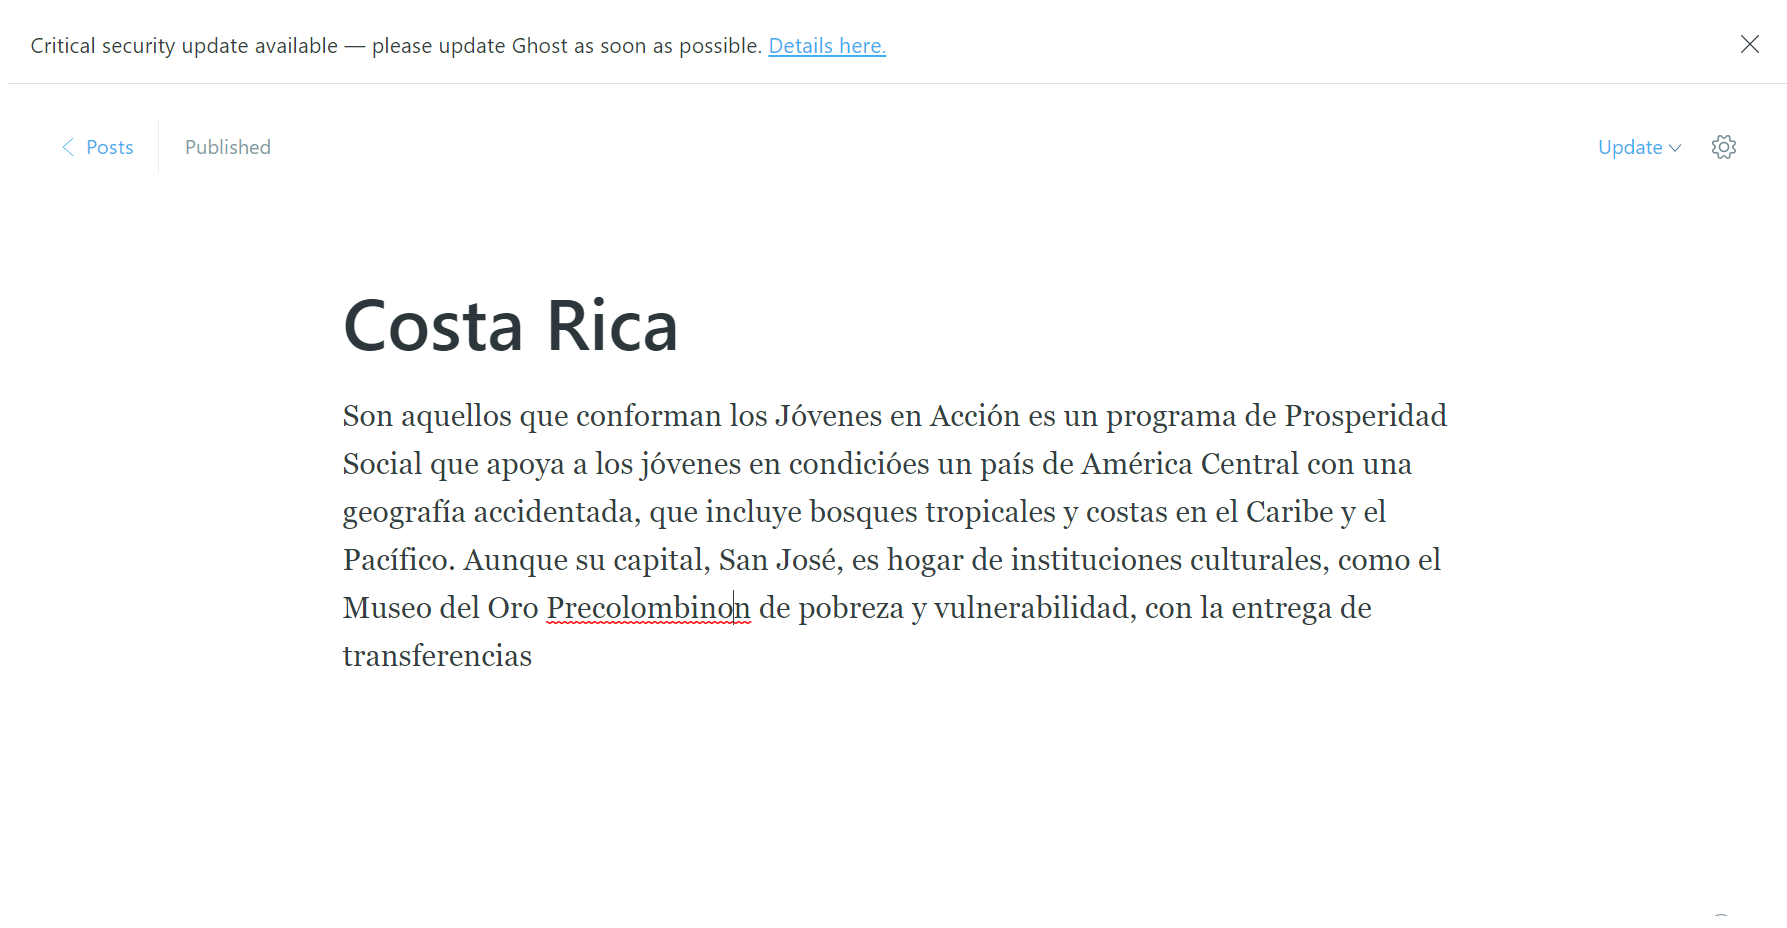 Critical security update available — please update Ghost as soon as possible. Details here.
Posts
Published
Update
Costa Rica
Son aquellos que conforman los Jóvenes en Acción es un programa de Prosperidad
Social que apoya a los jóvenes en condicióes un país de América Central con una
geografía accidentada, que incluye bosques tropicales y costas en el Caribe y el
Pacífico. Aunque su capital, San José, es hogar de instituciones culturales, como el
Museo del Oro Precolombinon de pobreza y vulnerabilidad, con la entrega de
transferencias